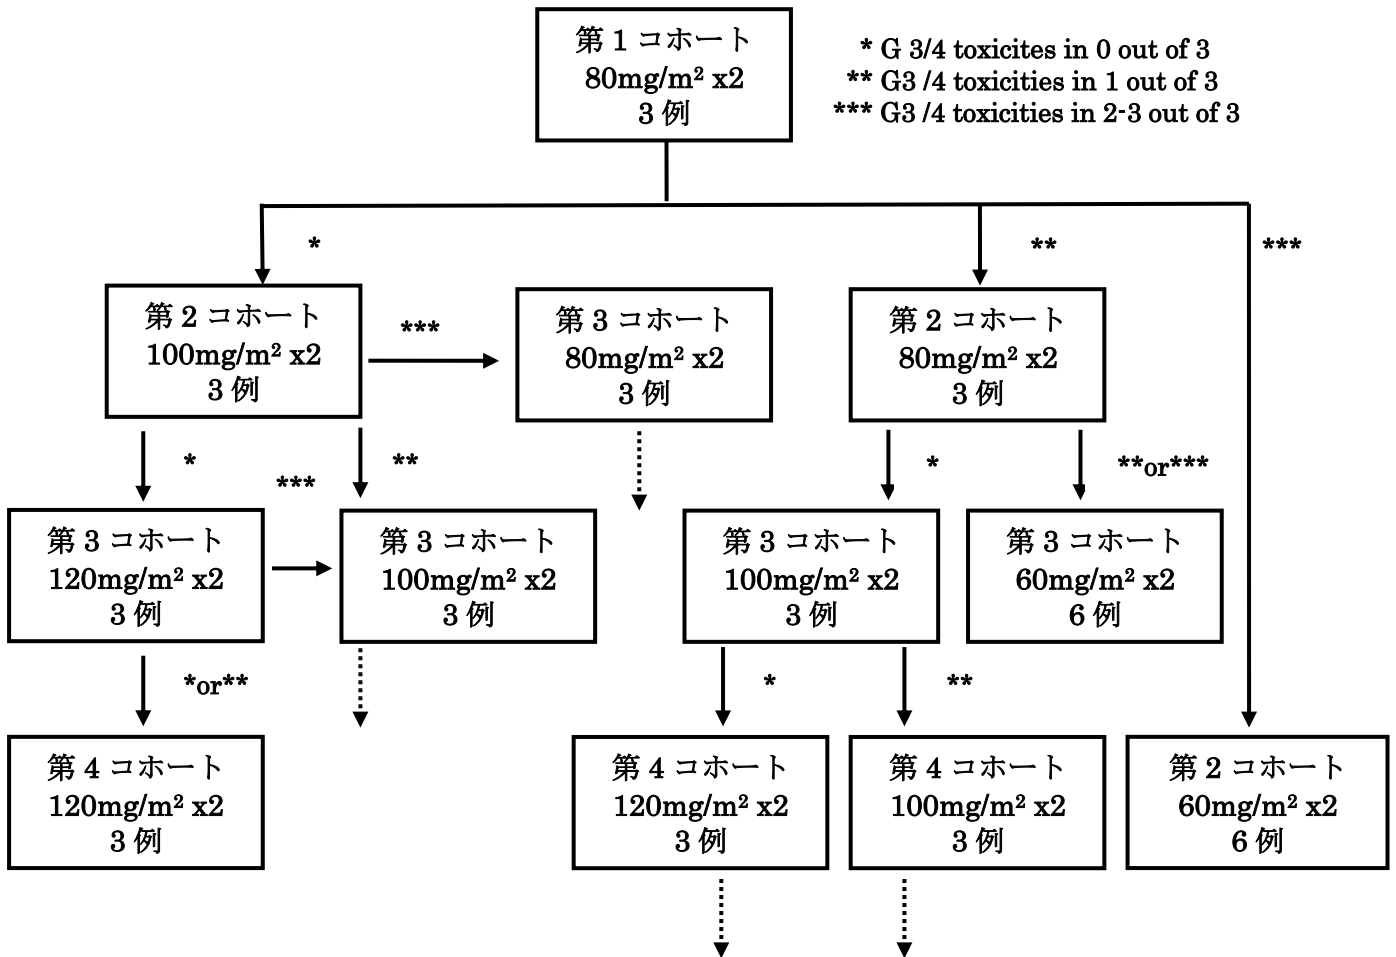 第 1 コホート
80mg/m² x2
3 例
* G 3/4 toxicites in 0 out of 3
** G3 /4 toxicities in 1 out of 3
*** G3 /4 toxicities in 2-3 out of 3
*
**
***
第 2 コホート
100mg/m² x2
3 例
***
第 3 コホート
80mg/m² x2
3 例
第 2 コホート
80mg/m² x2
3 例
*
***
**
*
**or***
第 3 コホート
120mg/m² x2
3 例
第 3 コホート
100mg/m² x2
3 例
第 3 コホート
100mg/m² x2
3 例
第 3 コホート
60mg/m² x2
6 例
*or**
*
**
第 4 コホート
120mg/m² x2
3 例
第 4 コホート
120mg/m² x2
3 例
第 4 コホート
100mg/m² x2
3 例
第 2 コホート
60mg/m² x2
6 例